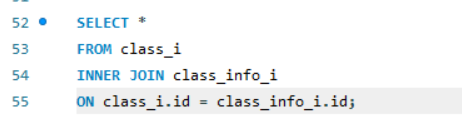 52 SELECT *
53 FROM class_i
54 INNER JOIN class_info_i
55 ON class_i.id = class_info_i.id;